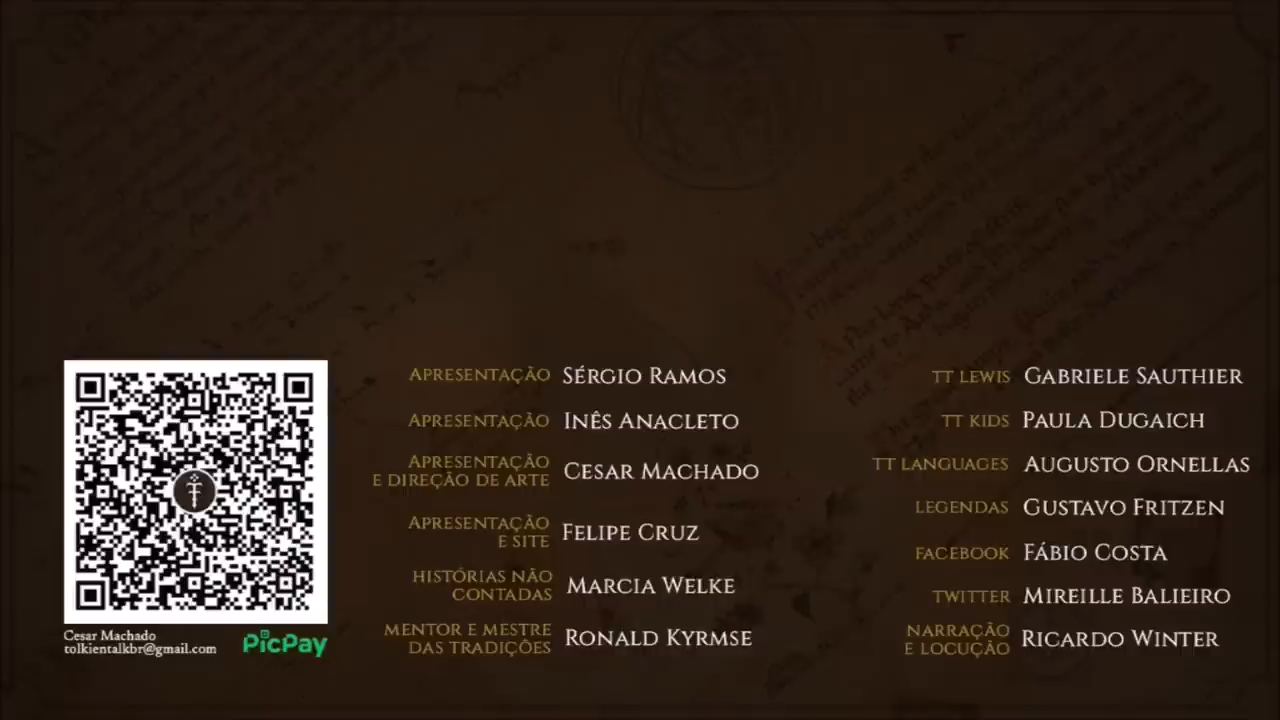 APRESENTAÇÃO SÉRGIO RAMOS
APRESENTAÇÃO INÊS ANACLETO
APRESENTAÇÃO
E DIREÇÃO DE ARTE CESAR MACHADO
APRESENTAÇÃO
E SITE FELIPE CRUZ
HISTÓRIAS NÃO
CONTADAS MARCIA WELKE
MENTOR E MESTRE
DAS TRADIÇÕES RONALD KYRMSE
TT LEWIS GABRIELE SAUTHIER
TT KIDS PAULA DUGAICH
TT LANGUAGES AUGUSTO ORNELLAS
LEGENDAS GUSTAVO FRITZEN
FACEBOOK FÁBIO COSTA
TWITTER MIREILLE BALIEIRO
NARRAÇÃO
E LOCUÇÃO RICARDO WINTER
Cesar Machado
tolkientalkbr@gmail.com
PicPay